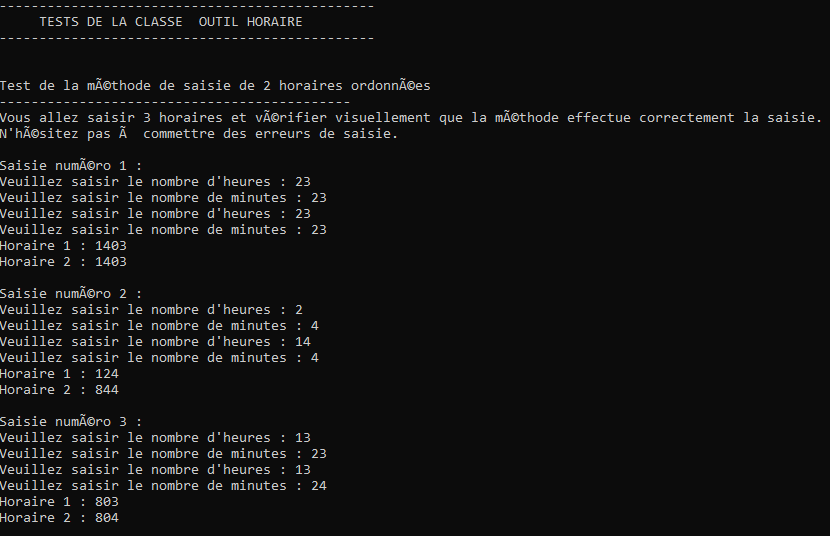 -----------------------------------------------
     TESTS DE LA CLASSE  OUTIL HORAIRE
-----------------------------------------------
Test de la mÃ©thode de saisie de 2 horaires ordonnÃ©es
--------------------------------------------
Vous allez saisir 3 horaires et vÃ©rifier visuellement que la mÃ©thode effectue correctement la saisie.
N'hÃ©sitez pas Ã  commettre des erreurs de saisie.
Saisie numÃ©ro 1 :
Veuillez saisir le nombre d'heures : 23
Veuillez saisir le nombre de minutes : 23
Veuillez saisir le nombre d'heures : 23
Veuillez saisir le nombre de minutes : 23
Horaire 1 : 1403
Horaire 2 : 1403
Saisie numÃ©ro 2 :
Veuillez saisir le nombre d'heures : 2
Veuillez saisir le nombre de minutes : 4
Veuillez saisir le nombre d'heures : 14
Veuillez saisir le nombre de minutes : 4
Horaire 1 : 124
Horaire 2 : 844
Saisie numÃ©ro 3 :
Veuillez saisir le nombre d'heures : 13
Veuillez saisir le nombre de minutes : 23
Veuillez saisir le nombre d'heures : 13
Veuillez saisir le nombre de minutes : 24
Horaire 1 : 803
Horaire 2 : 804